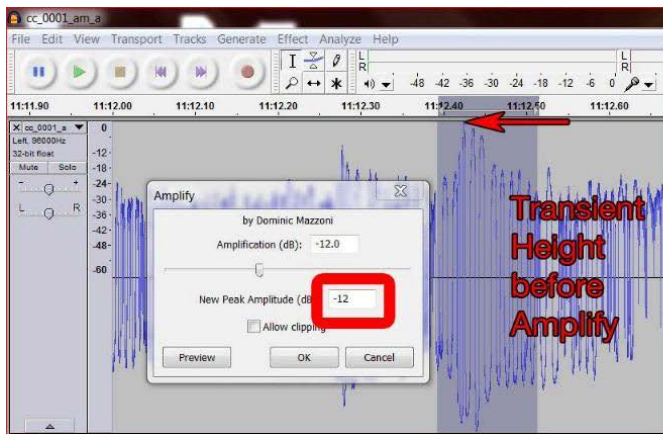 cc_0001_am_a
File Edit View Transport Tracks Generate Effect Analyze Help
L
R
-48 -42 -36 -30 -24 -18 -12 -6 0
L
R
11:11.90 11:12.00 11:12.10 11:12.20 11:12.30 11:12.40 11:12.50 11:12.60
X cc_0001_a
Left, 96000Hz
32-bit float
Mute Solo
- +
L R
0
-12
-18
-24
-30
-36
-42
-48
-60
Amplify
by Dominic Mazzoni
Amplification (dB): -12.0
New Peak Amplitude (dB -12
Allow clipping
Preview OK Cancel
Transient
Height
before
Amplify